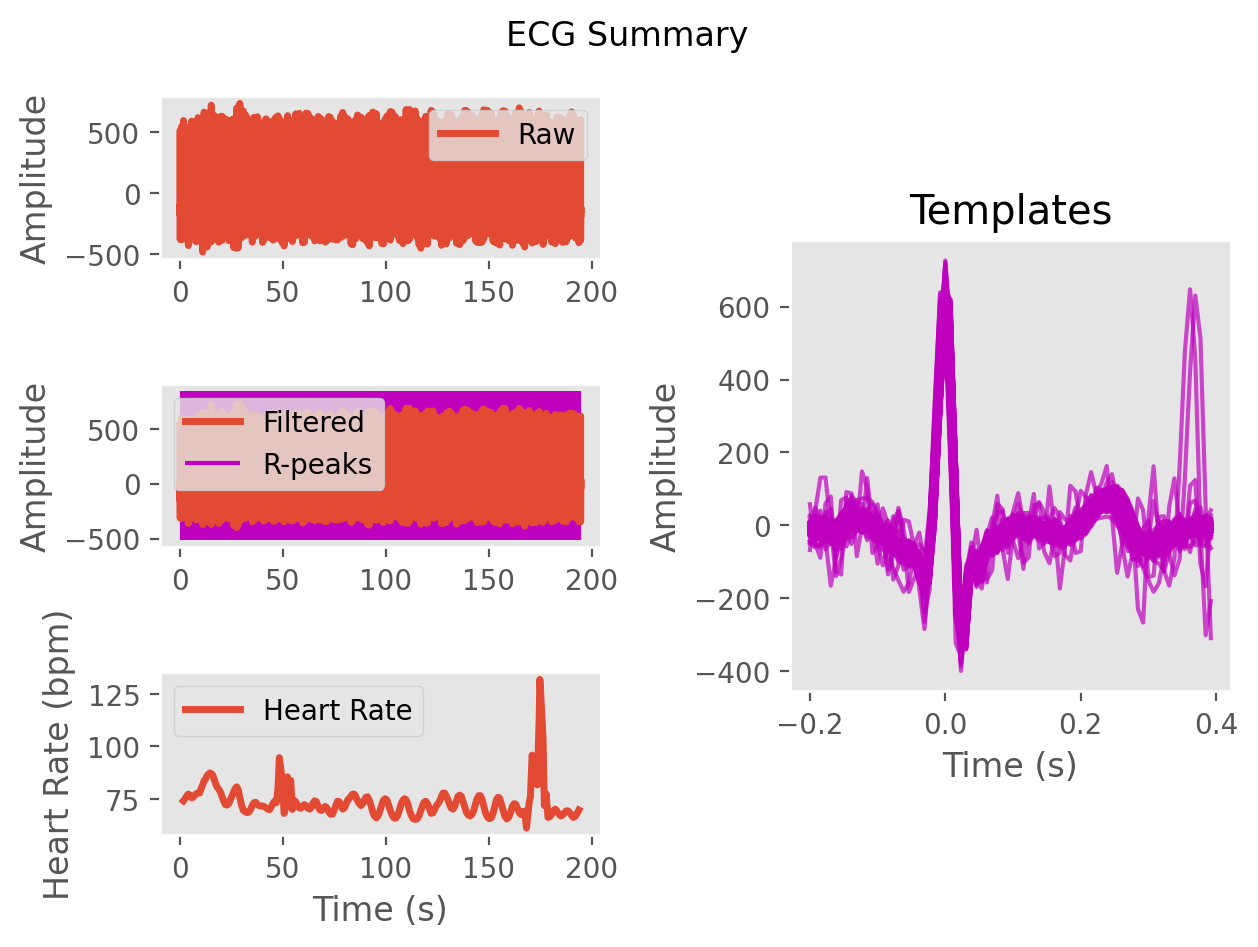 ECG Summary
Amplitude
500
0
−500
Raw
0 50 100 150 200
Amplitude
500
0
−500
Filtered
R-peaks
0 50 100 150 200
Heart Rate (bpm)
125
100
75
Heart Rate
0 50 100 150 200
Time (s)
Templates
Amplitude
600
400
200
0
−200
−400
−0.2 0.0 0.2 0.4
Time (s)